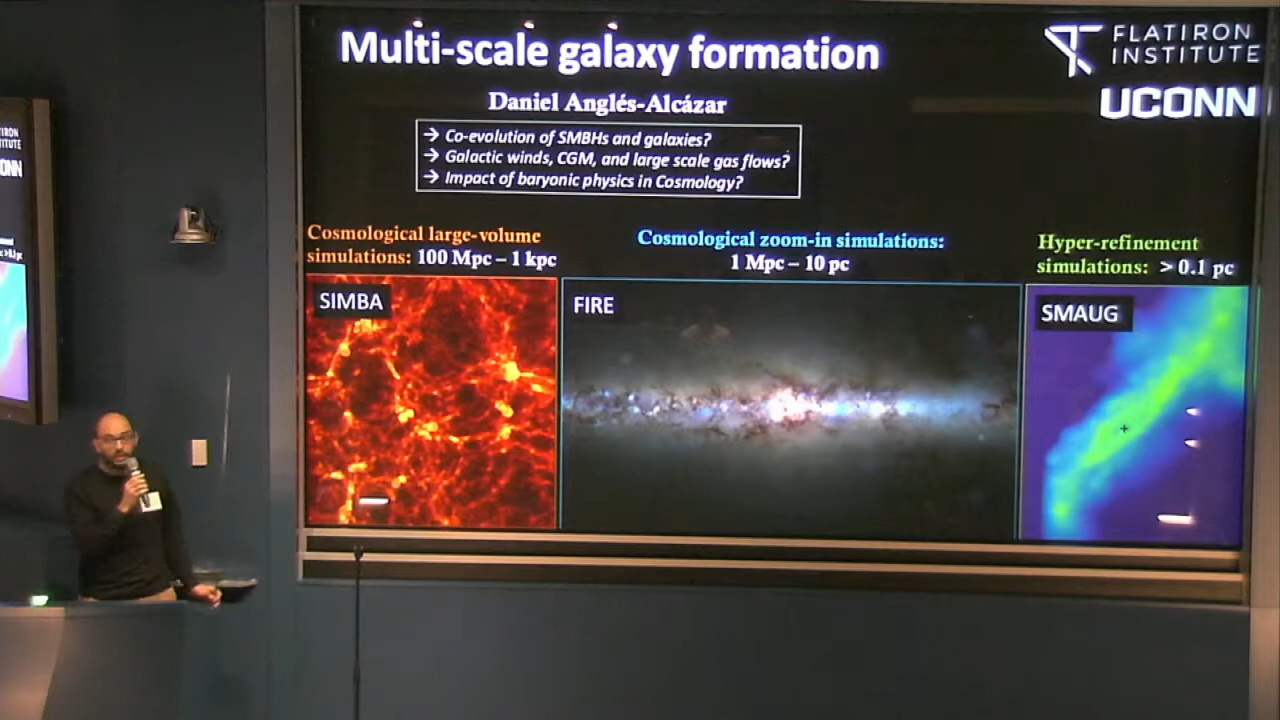 Multi-scale galaxy formation
FLATIRON
INSTITUTE
UCONN
Daniel Anglés-Alcázar
→ Co-evolution of SMBHs and galaxies?
→ Galactic winds, CGM, and large scale gas flows?
→ Impact of baryonic physics in Cosmology?
Cosmological large-volume
simulations: 100 Mpc – 1 kpc
Cosmological zoom-in simulations:
1 Mpc – 10 pc
Hyper-refinement
simulations: > 0.1 pc
SIMBA
FIRE
SMAUG